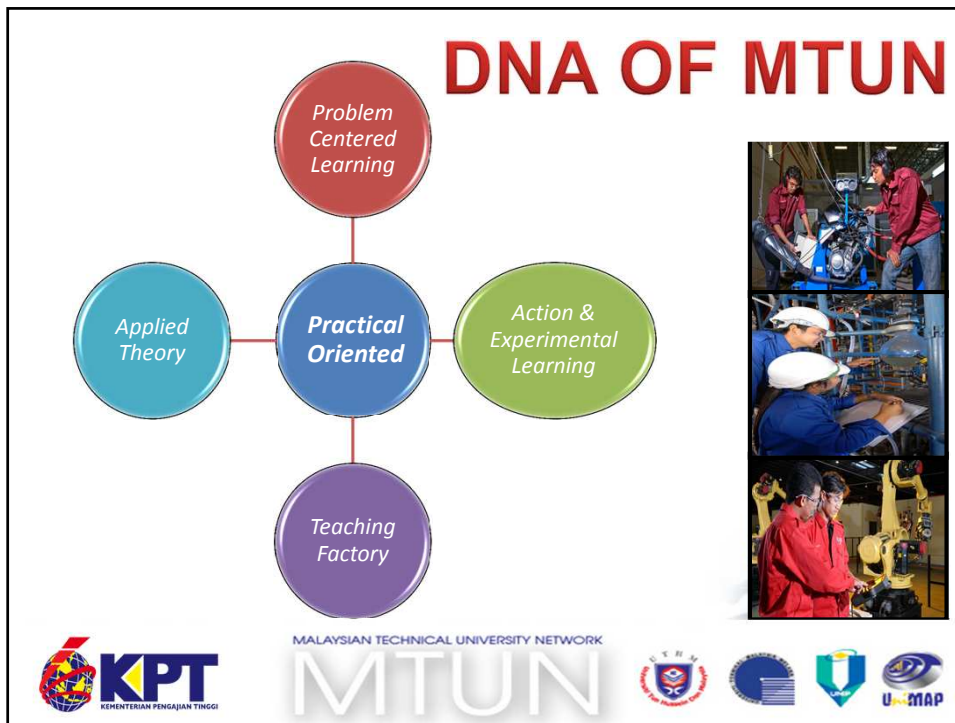 DNA OF MTUN
Problem
Centered
Learning
Applied
Theory
Practical
Oriented
Action &
Experimental
Learning
Teaching
Factory
KPT
KEMENTERIAN PENGAJIAN TINGGI
MALAYSIAN TECHNICAL UNIVERSITY NETWORK
MTUN
UTHM
UMP
UniMAP